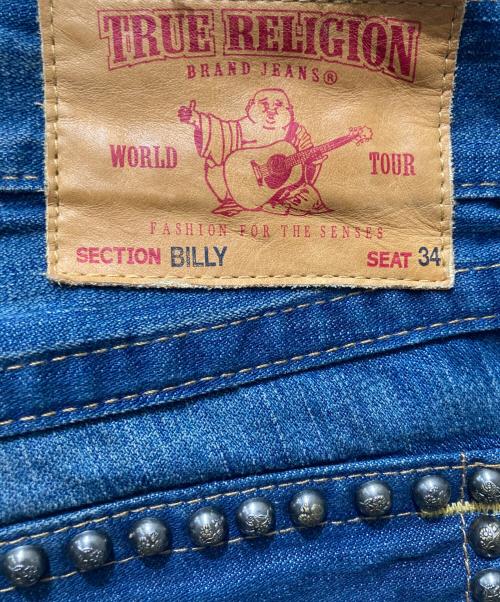 TRUE RELIGION
BRAND JEANS®
WORLD TOUR
FASHION FOR THE SENSES
SECTION BILLY SEAT 34